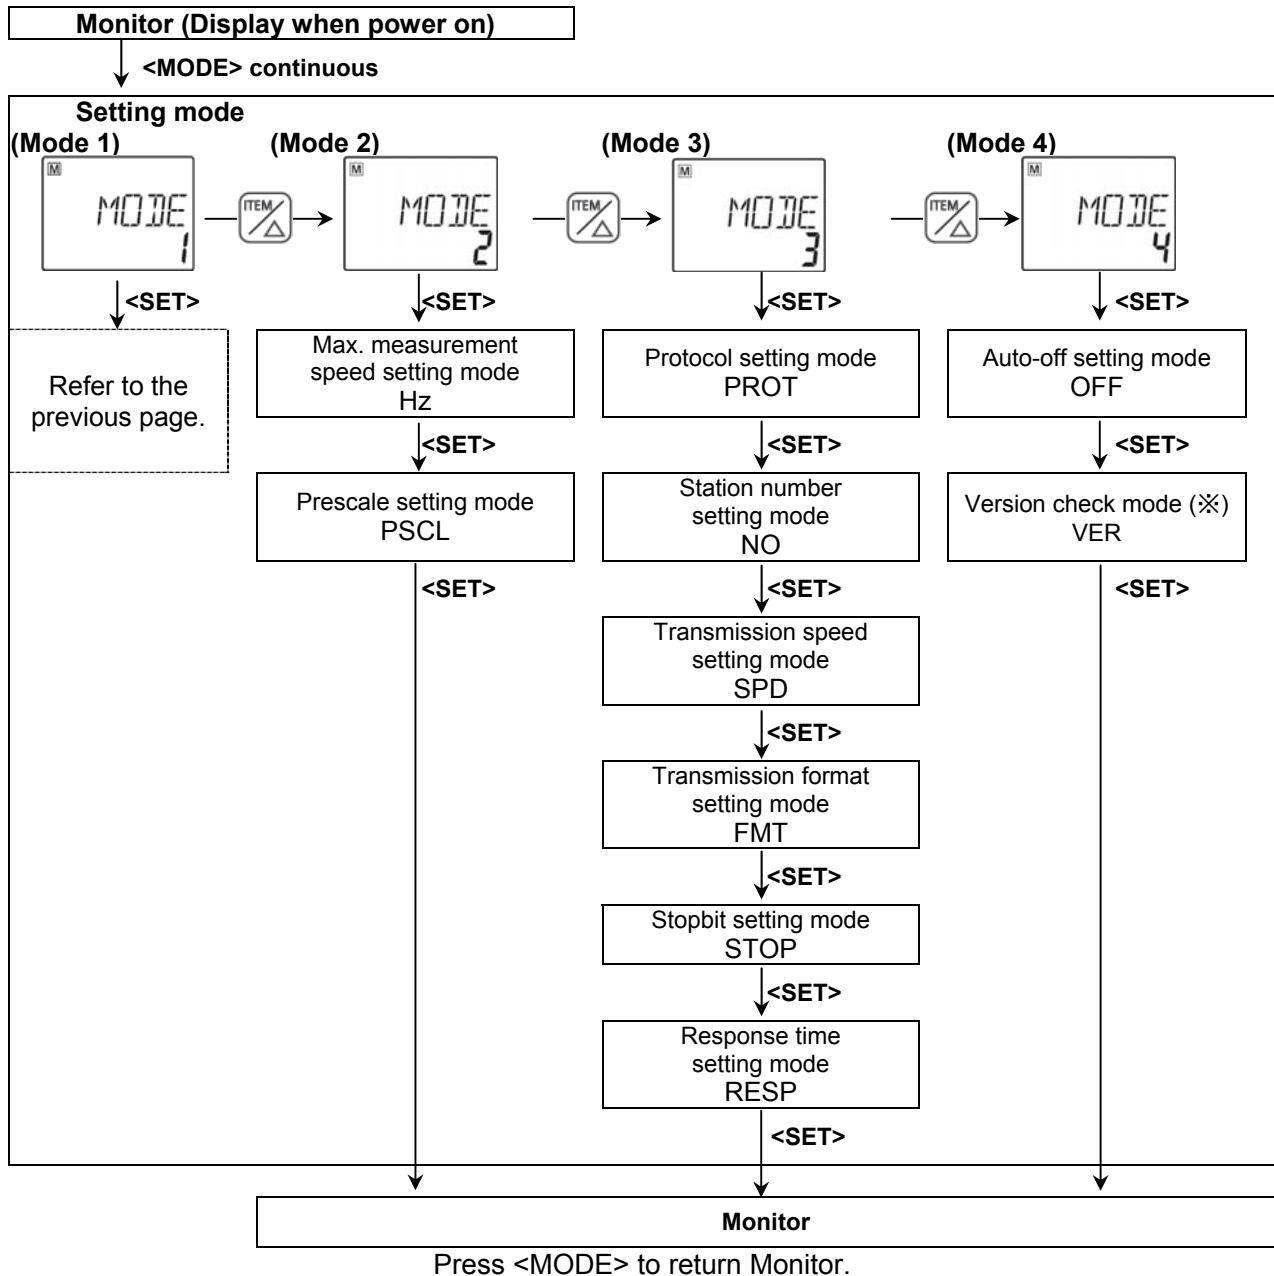 Monitor (Display when power on)
<MODE> continuous
Setting mode
(Mode 1)
(Mode 2)
(Mode 3)
(Mode 4)
M
MODE
1
ITEM
M
MODE
2
ITEM
M
MODE
3
ITEM
M
MODE
4
<SET>
<SET>
<SET>
<SET>
Refer to the
previous page.
Max. measurement
speed setting mode
Hz
<SET>
Prescale setting mode
PSCL
<SET>
Protocol setting mode
PROT
<SET>
Station number
setting mode
NO
<SET>
Transmission speed
setting mode
SPD
<SET>
Transmission format
setting mode
FMT
<SET>
Stopbit setting mode
STOP
<SET>
Response time
setting mode
RESP
<SET>
Auto-off setting mode
OFF
<SET>
Version check mode (※)
VER
<SET>
Monitor
Press <MODE> to return Monitor.